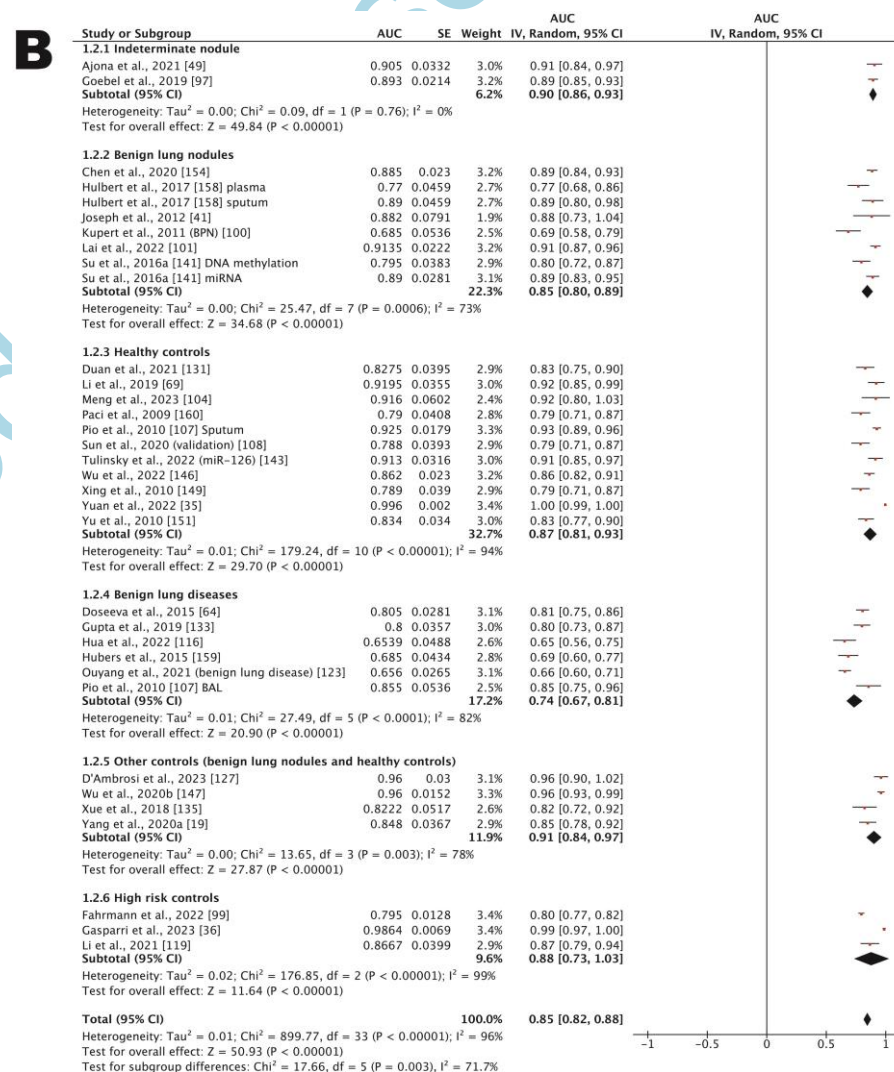 B
AUC AUC
Study or Subgroup AUC SE Weight IV, Random, 95% CI IV, Random, 95% CI
1.2.1 Indeterminate nodule
Ajona et al., 2021 [49] 0.905 0.0332 3.0% 0.91 [0.84, 0.97]
Goebel et al., 2019 [97] 0.893 0.0214 3.2% 0.89 [0.85, 0.93]
Subtotal (95% CI) 6.2% 0.90 [0.86, 0.93]
Heterogeneity: Tau² = 0.00; Chi² = 0.09, df = 1 (P = 0.76); I² = 0%
Test for overall effect: Z = 49.84 (P < 0.00001)
1.2.2 Benign lung nodules
Chen et al., 2020 [154] 0.885 0.023 3.2% 0.89 [0.84, 0.93]
Hulbert et al., 2017 [158] plasma 0.77 0.0459 2.7% 0.77 [0.68, 0.86]
Hulbert et al., 2017 [158] sputum 0.89 0.0459 2.7% 0.89 [0.80, 0.98]
Joseph et al., 2012 [41] 0.882 0.0791 1.9% 0.88 [0.73, 1.04]
Kupert et al., 2011 (BPN) [100] 0.685 0.0536 2.5% 0.69 [0.58, 0.79]
Lai et al., 2022 [101] 0.9135 0.0222 3.2% 0.91 [0.87, 0.96]
Su et al., 2016a [141] DNA methylation 0.795 0.0383 2.9% 0.80 [0.72, 0.87]
Su et al., 2016a [141] miRNA 0.89 0.0281 3.1% 0.89 [0.83, 0.95]
Subtotal (95% CI) 22.3% 0.85 [0.80, 0.89]
Heterogeneity: Tau² = 0.00; Chi² = 25.47, df = 7 (P = 0.0006); I² = 73%
Test for overall effect: Z = 34.68 (P < 0.00001)
1.2.3 Healthy controls
Duan et al., 2021 [131] 0.8275 0.0395 2.9% 0.83 [0.75, 0.90]
Li et al., 2019 [69] 0.9195 0.0355 3.0% 0.92 [0.85, 0.99]
Meng et al., 2023 [104] 0.916 0.0602 2.4% 0.92 [0.80, 1.03]
Paci et al., 2009 [160] 0.79 0.0408 2.8% 0.79 [0.71, 0.87]
Pio et al., 2010 [107] Sputum 0.925 0.0179 3.3% 0.93 [0.89, 0.96]
Sun et al., 2020 (validation) [108] 0.788 0.0393 2.9% 0.79 [0.71, 0.87]
Tulinsky et al., 2022 (miR-126) [143] 0.913 0.0316 3.0% 0.91 [0.85, 0.97]
Wu et al., 2022 [146] 0.862 0.023 3.2% 0.86 [0.82, 0.91]
Xing et al., 2010 [149] 0.789 0.039 2.9% 0.79 [0.71, 0.87]
Yuan et al., 2022 [35] 0.996 0.002 3.4% 1.00 [0.99, 1.00]
Yu et al., 2010 [151] 0.834 0.034 3.0% 0.83 [0.77, 0.90]
Subtotal (95% CI) 32.7% 0.87 [0.81, 0.93]
Heterogeneity: Tau² = 0.01; Chi² = 179.24, df = 10 (P < 0.00001); I² = 94%
Test for overall effect: Z = 29.70 (P < 0.00001)
1.2.4 Benign lung diseases
Doseeva et al., 2015 [64] 0.805 0.0281 3.1% 0.81 [0.75, 0.86]
Gupta et al., 2019 [133] 0.8 0.0357 3.0% 0.80 [0.73, 0.87]
Hua et al., 2022 [116] 0.6539 0.0488 2.6% 0.65 [0.56, 0.75]
Hubers et al., 2015 [159] 0.685 0.0434 2.8% 0.69 [0.60, 0.77]
Ouyang et al., 2021 (benign lung disease) [123] 0.656 0.0265 3.1% 0.66 [0.60, 0.71]
Pio et al., 2010 [107] BAL 0.855 0.0536 2.5% 0.85 [0.75, 0.96]
Subtotal (95% CI) 17.2% 0.74 [0.67, 0.81]
Heterogeneity: Tau² = 0.01; Chi² = 27.49, df = 5 (P < 0.0001); I² = 82%
Test for overall effect: Z = 20.90 (P < 0.00001)
1.2.5 Other controls (benign lung nodules and healthy controls)
D'Ambrosi et al., 2023 [127] 0.96 0.03 3.1% 0.96 [0.90, 1.02]
Wu et al., 2020b [147] 0.96 0.0152 3.3% 0.96 [0.93, 0.99]
Xue et al., 2018 [135] 0.8222 0.0517 2.6% 0.82 [0.72, 0.92]
Yang et al., 2020a [19] 0.848 0.0367 2.9% 0.85 [0.78, 0.92]
Subtotal (95% CI) 11.9% 0.91 [0.84, 0.97]
Heterogeneity: Tau² = 0.00; Chi² = 13.65, df = 3 (P = 0.003); I² = 78%
Test for overall effect: Z = 27.87 (P < 0.00001)
1.2.6 High risk controls
Fahrmann et al., 2022 [99] 0.795 0.0128 3.4% 0.80 [0.77, 0.82]
Gasparri et al., 2023 [36] 0.9864 0.0069 3.4% 0.99 [0.97, 1.00]
Li et al., 2021 [119] 0.8667 0.0399 2.9% 0.87 [0.79, 0.94]
Subtotal (95% CI) 9.6% 0.88 [0.73, 1.03]
Heterogeneity: Tau² = 0.02; Chi² = 176.85, df = 2 (P < 0.00001); I² = 99%
Test for overall effect: Z = 11.64 (P < 0.00001)
Total (95% CI) 100.0% 0.85 [0.82, 0.88]
Heterogeneity: Tau² = 0.01; Chi² = 899.77, df = 33 (P < 0.00001); I² = 96%
-1 -0.5 0 0.5 1
Test for overall effect: Z = 50.93 (P < 0.00001)
Test for subgroup differences: Chi² = 17.66, df = 5 (P = 0.003), I² = 71.7%